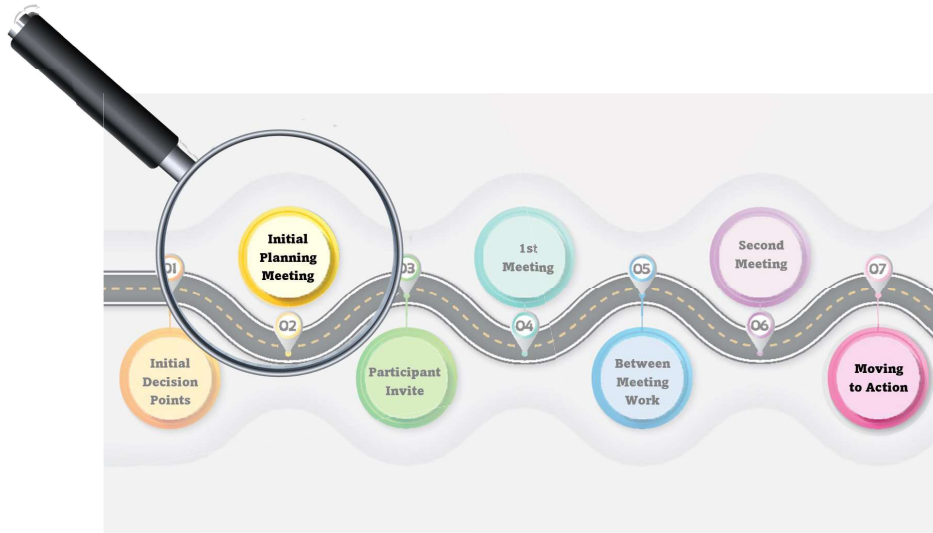 01
Initial
Decision
Points
Initial
Planning
Meeting
02
03
Participant
Invite
1st
Meeting
04
05
Between
Meeting
Work
Second
Meeting
06
07
Moving
to Action